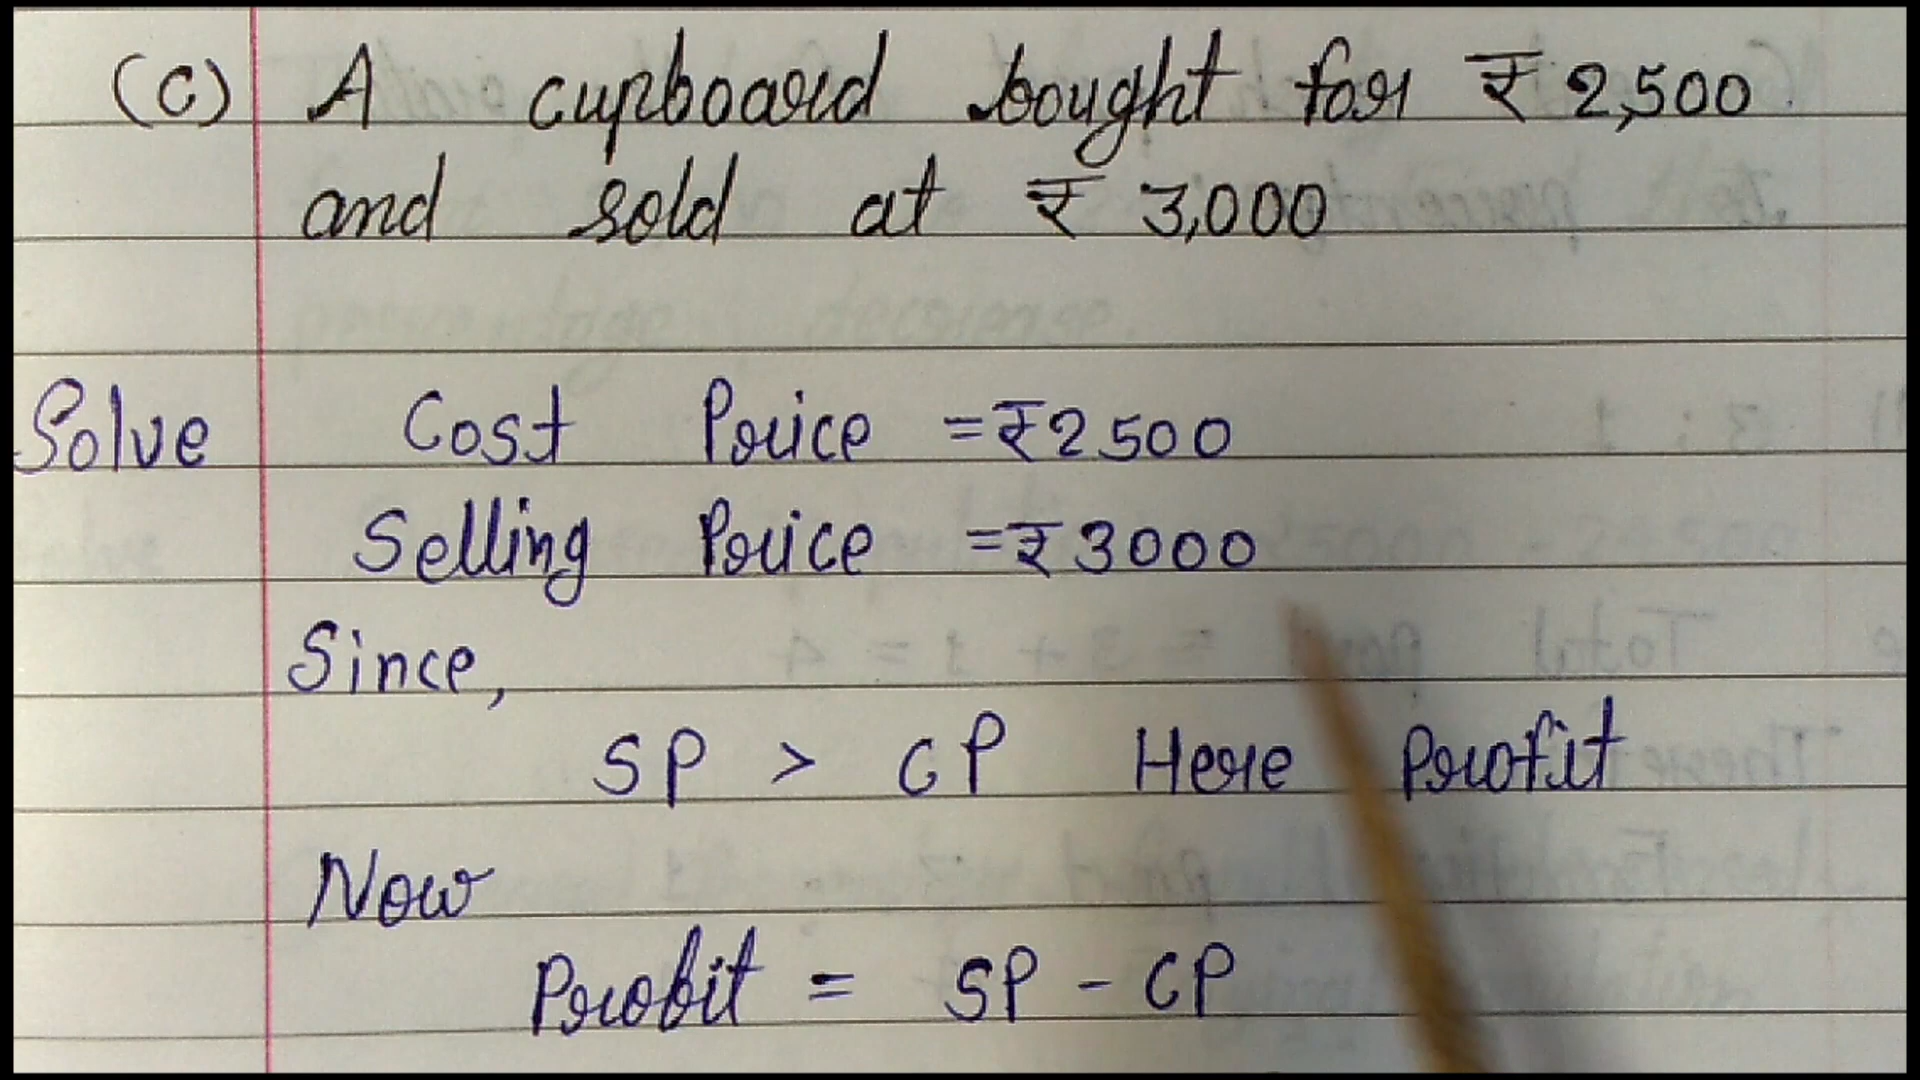 (C) A cupboard bought for ₹ 2,500
and sold at ₹ 3,000
Solve Cost Price = ₹2500
Selling Price = ₹3000
Since,
SP > CP Here Profit
Now
Profit = SP - CP